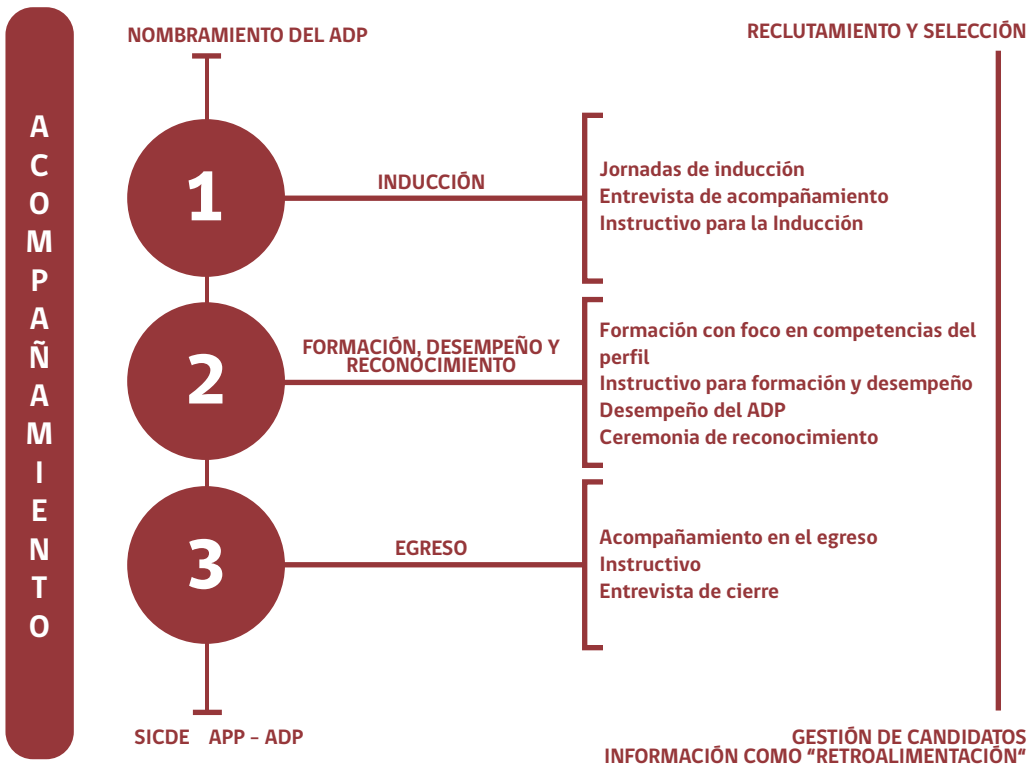 ACOMPAÑAMIENTO
NOMBRAMIENTO DEL ADP
RECLUTAMIENTO Y SELECCIÓN
1
INDUCCIÓN
Jornadas de inducción
Entrevista de acompañamiento
Instructivo para la Inducción
2
FORMACIÓN, DESEMPEÑO Y
RECONOCIMIENTO
Formación con foco en competencias del
perfil
Instructivo para formación y desempeño
Desempeño del ADP
Ceremonia de reconocimiento
3
EGRESO
Acompañamiento en el egreso
Instructivo
Entrevista de cierre
SICDE APP – ADP
GESTIÓN DE CANDIDATOS
INFORMACIÓN COMO “RETROALIMENTACIÓN“